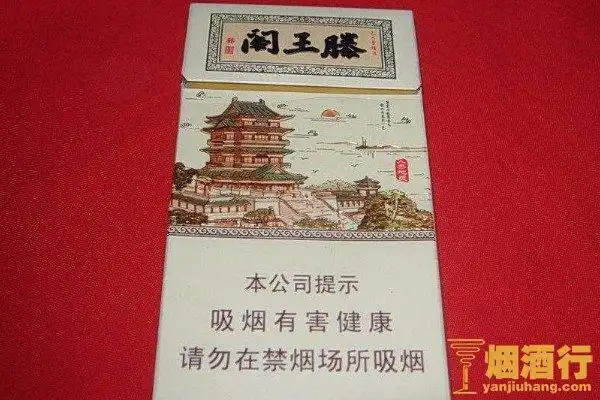 滕王閣
本公司提示
吸烟有害健康
请勿在禁烟场所吸烟
烟酒行
yanjiuhang.com